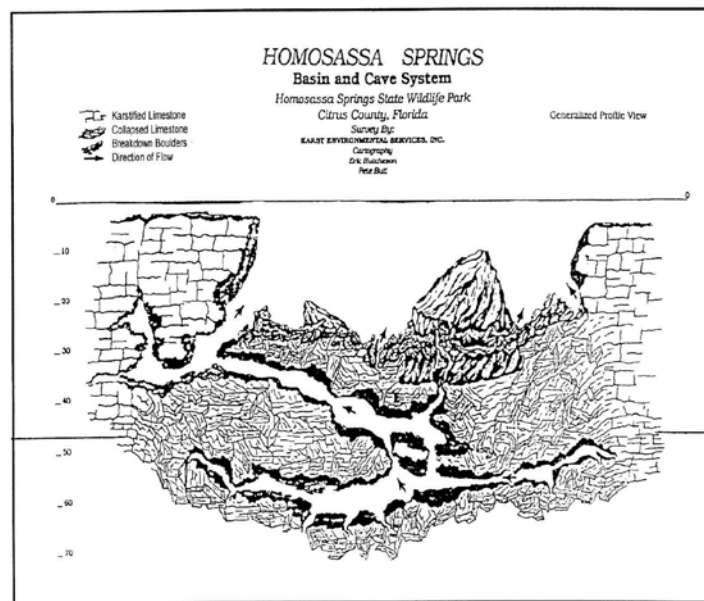 HOMOSASSA SPRINGS
Basin and Cave System
Homosassa Springs State Wildlife Park
Citrus County, Florida
Survey By:
KARST ENVIRONMENTAL SERVICES, INC.
Cartography
Eric Hutcheson
Pete Butt
Karstified Limestone
Collapsed Limestone
Breakdown Boulders
Direction of Flow
Generalized Profile View
0
0
10
20
30
40
50
60
70